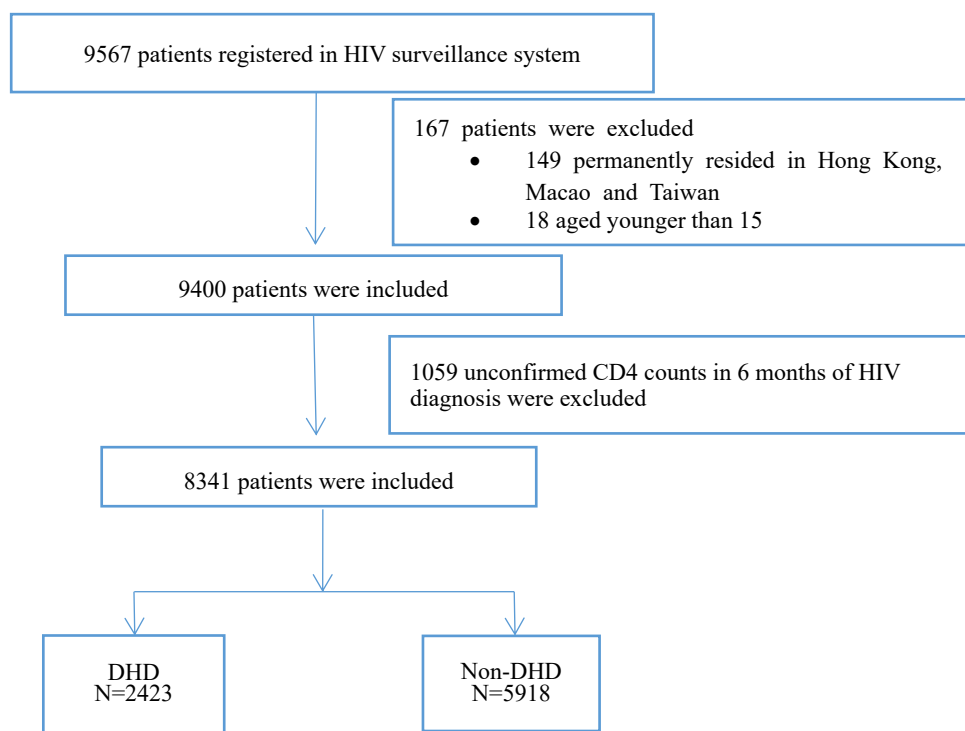 9567 patients registered in HIV surveillance system
167 patients were excluded
• 149 permanently resided in Hong Kong,
Macao and Taiwan
• 18 aged younger than 15
9400 patients were included
1059 unconfirmed CD4 counts in 6 months of HIV
diagnosis were excluded
8341 patients were included
DHD
N=2423
Non-DHD
N=5918